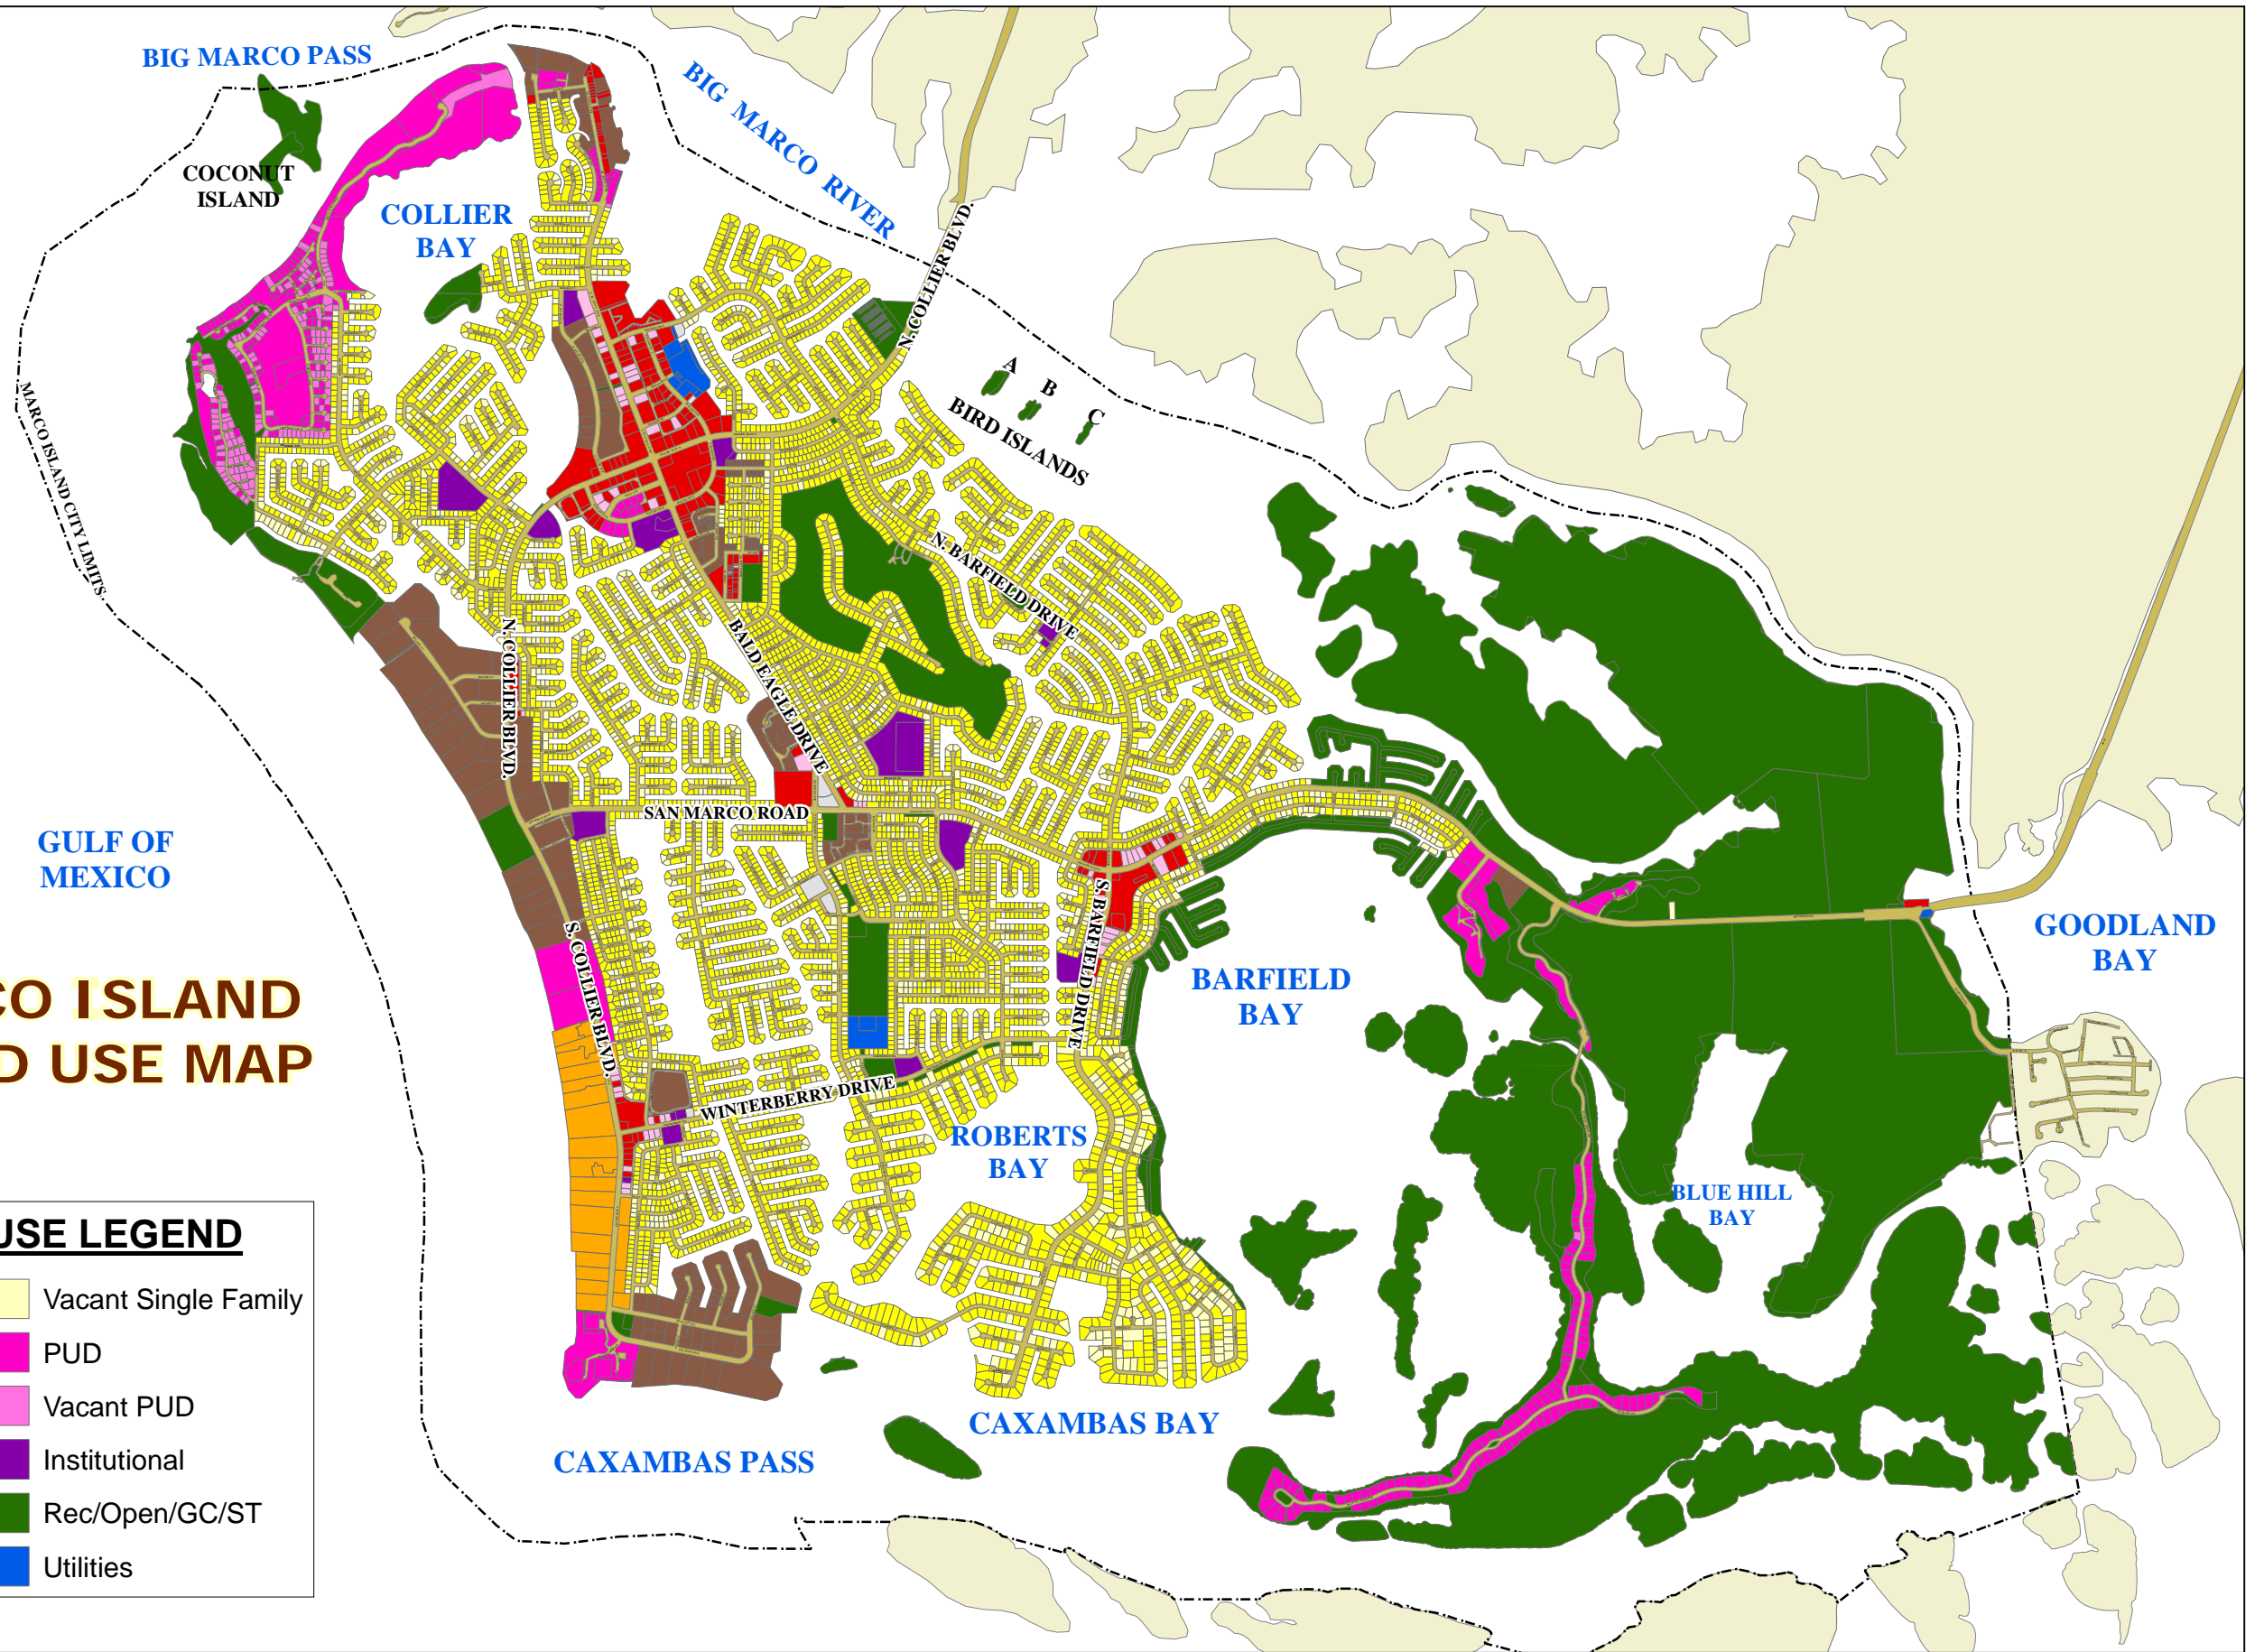 BIG MARCO PASS
BIG MARCO RIVER
COCONUT
ISLAND
COLLIER
BAY
N. COLLIER BLVD.
MARCO ISLAND CITY LIMITS
A
B
C
BIRD ISLANDS
N. BARFIELD DRIVE
N. COLLIER BLVD.
BALD EAGLE DRIVE
SAN MARCO ROAD
GULF OF
MEXICO
S. COLLIER BLVD.
S. BARFIELD DRIVE
BARFIELD
BAY
GOODLAND
BAY
CO ISLAND
D USE MAP
WINTERBERRY DRIVE
ROBERTS
BAY
BLUE HILL
BAY
USE LEGEND
Vacant Single Family
PUD
Vacant PUD
Institutional
Rec/Open/GC/ST
Utilities
CAXAMBAS BAY
CAXAMBAS PASS